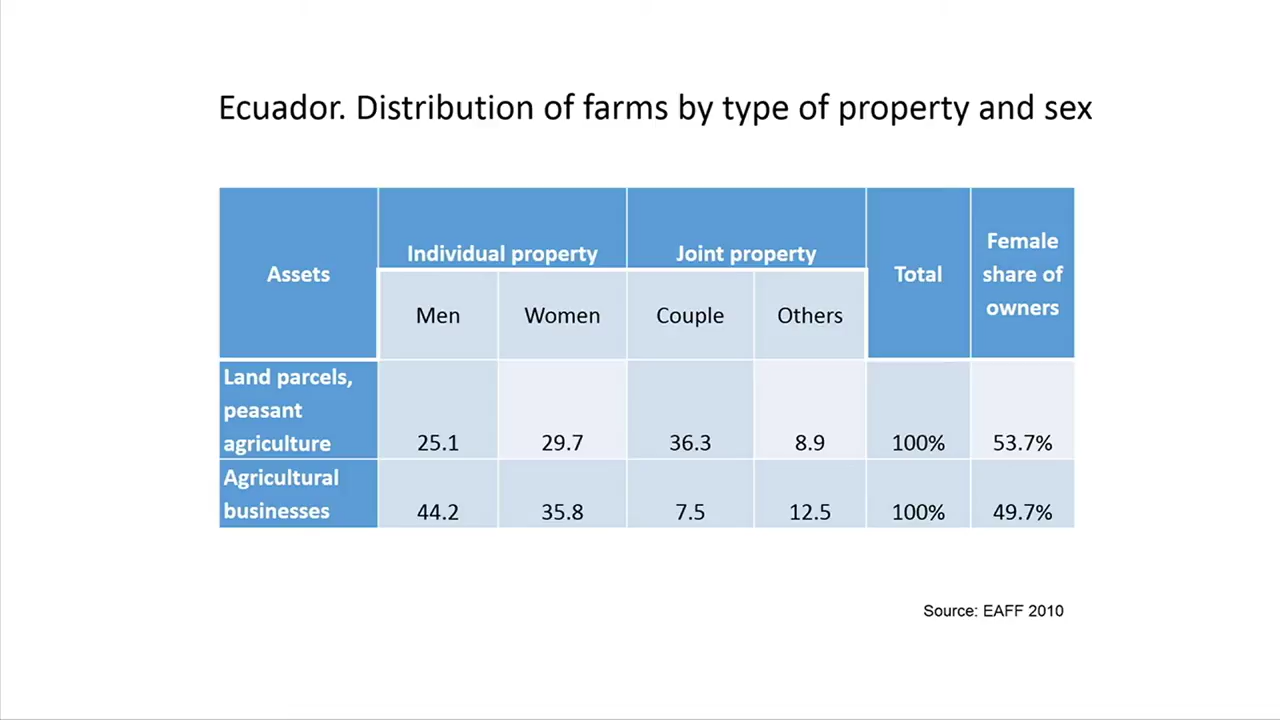 Ecuador. Distribution of farms by type of property and sex
Assets
Individual property
Joint property
Total
Female
share of
owners
Men
Women
Couple
Others
Land parcels,
peasant
agriculture
25.1
29.7
36.3
8.9
100%
53.7%
Agricultural
businesses
44.2
35.8
7.5
12.5
100%
49.7%
Source: EAFF 2010